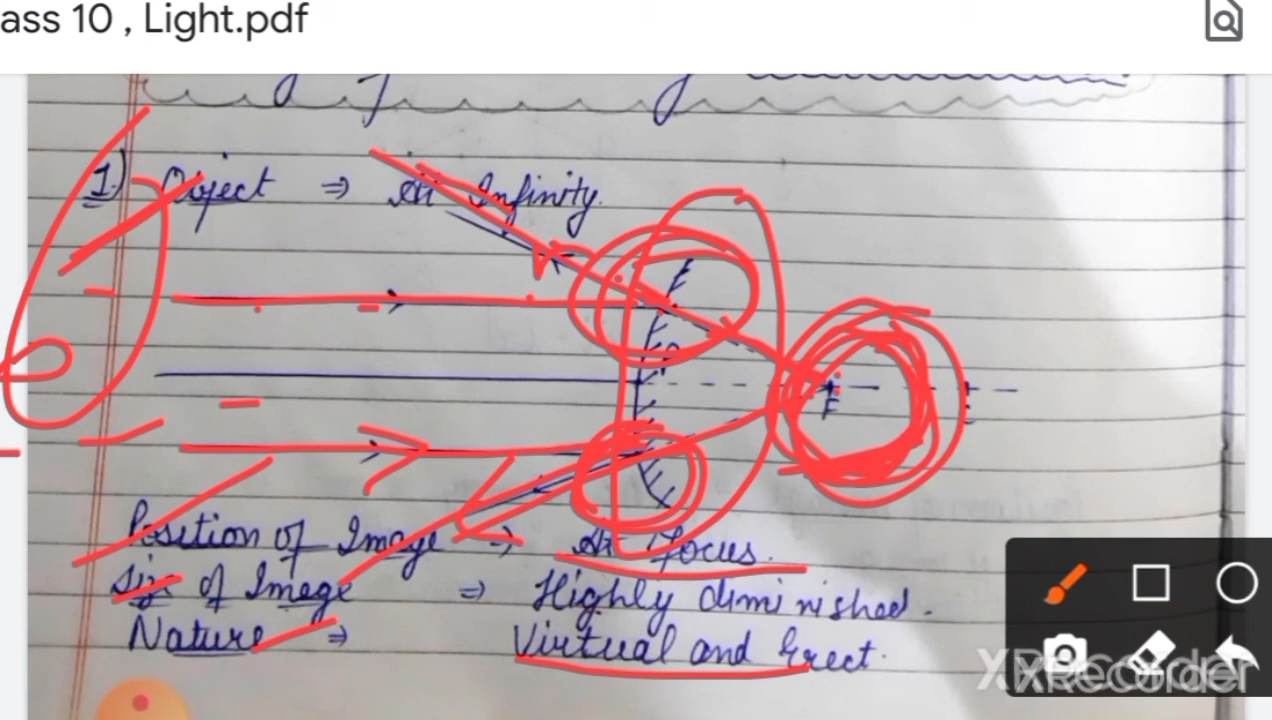 ass 10 , Light.pdf
1.) Object ⇒ At Infinity.
F
Position of Image ⇒ At focus.
Size of Image ⇒ Highly diminished.
Nature ⇒ Virtual and Erect.
XRecorder